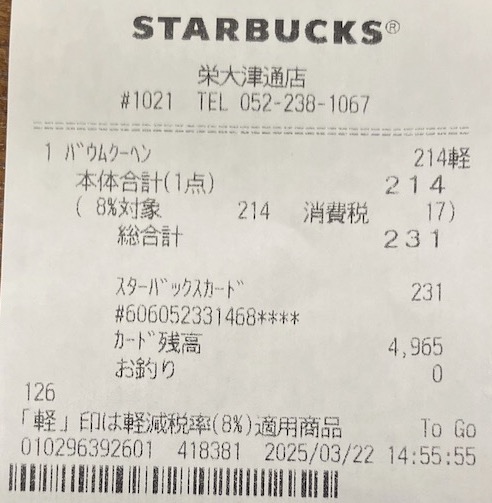 STARBUCKS®
栄大津通店
#1021 TEL 052-238-1067
1 ﾊﾞｳﾑｸｰﾍﾝ 214軽
本体合計(1点) 214
( 8%対象 214 消費税 17)
総合計 231
ｽﾀｰﾊﾞｯｸｽｶｰﾄﾞ 231
#606052331468****
ｶｰﾄﾞ残高 4,965
お釣り 0
126
「軽」印は軽減税率(8%)適用商品 To Go
010296392601 418381 2025/03/22 14:55:55